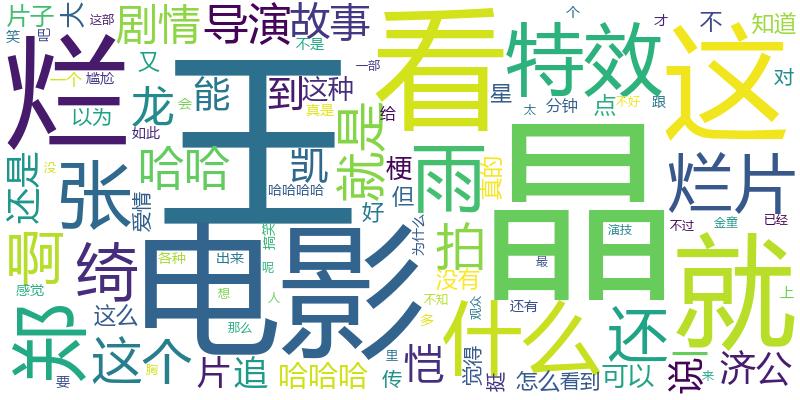 片子 大 这部 剧情 导演 故事 个 才 不 知道
笑 吧 不是 看 特效 这
烂 一个 尴尬 又 王 能 到 这种 一部 星 分钟 点 不好 跟 对
以为 龙 会 真是 给 太
如此 就是
还是 没 张 哈哈 凯 梗 雨 真的 晶 烂片
爱情 哈哈哈哈 好 但
啊 绮 电影 搞笑 为什么 拍 演技 不过 金童 已经
各种 出来 呢 没有 最 就
感觉 想 人 不知 什么 上
郑 这么 那么 多 观众 还有 还
这个 片 追 哈哈哈 里 恺 觉得 可以 说 济公
要 胸 传 挺 怎么 看到 来